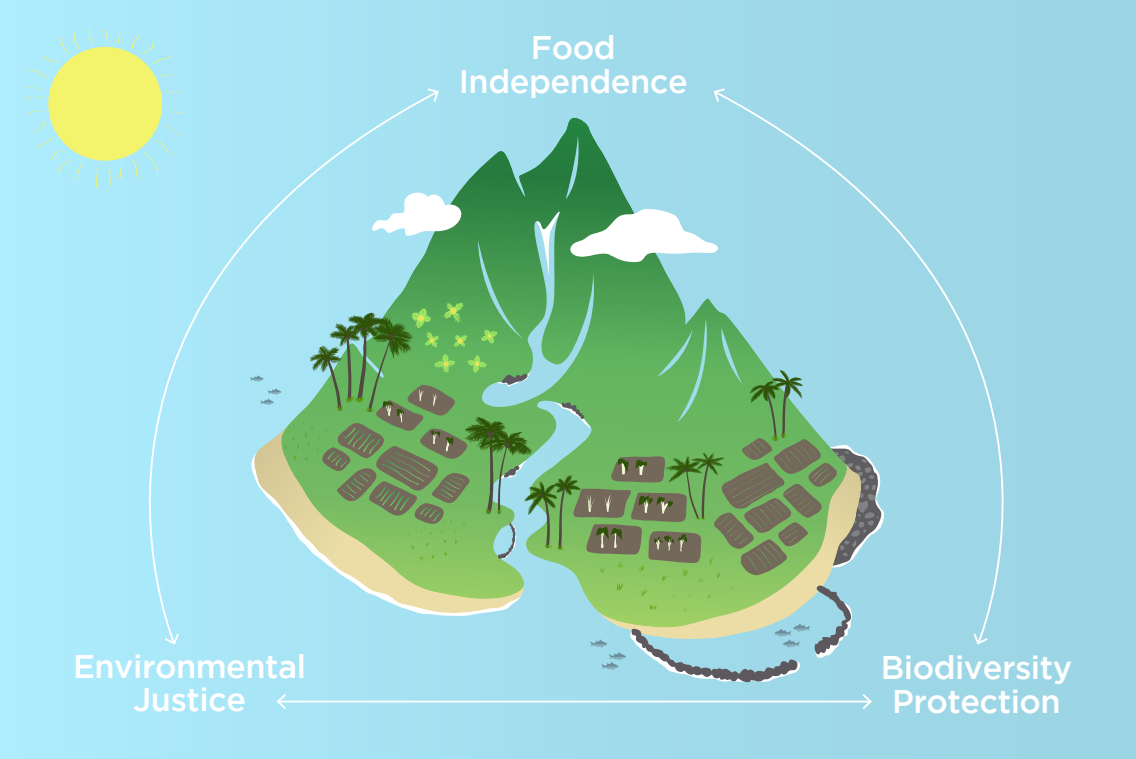 Food
Independence
Environmental
Justice
Biodiversity
Protection